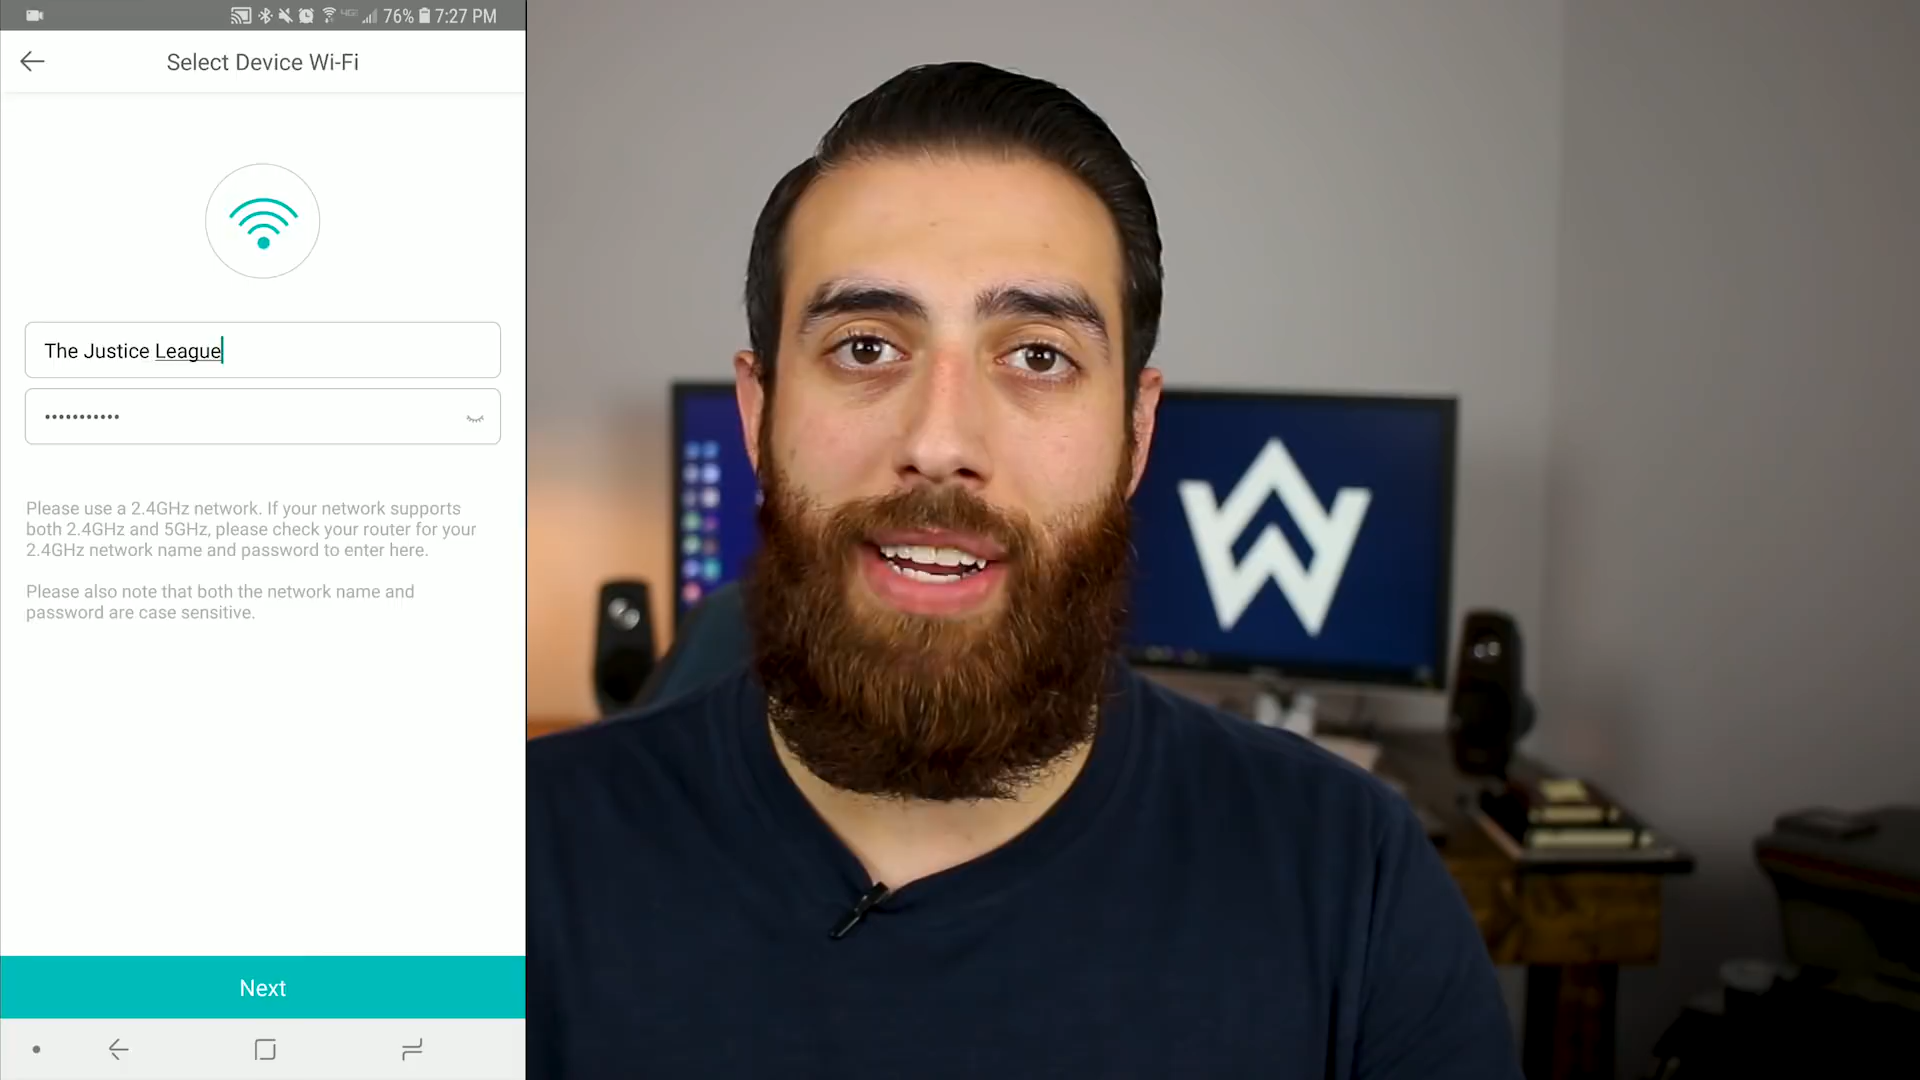 76% 7:27 PM
Select Device Wi-Fi
The Justice League
•••••••••••
Please use a 2.4GHz network. If your network supports
both 2.4GHz and 5GHz, please check your router for your
2.4GHz network name and password to enter here.
Please also note that both the network name and
password are case sensitive.
Next